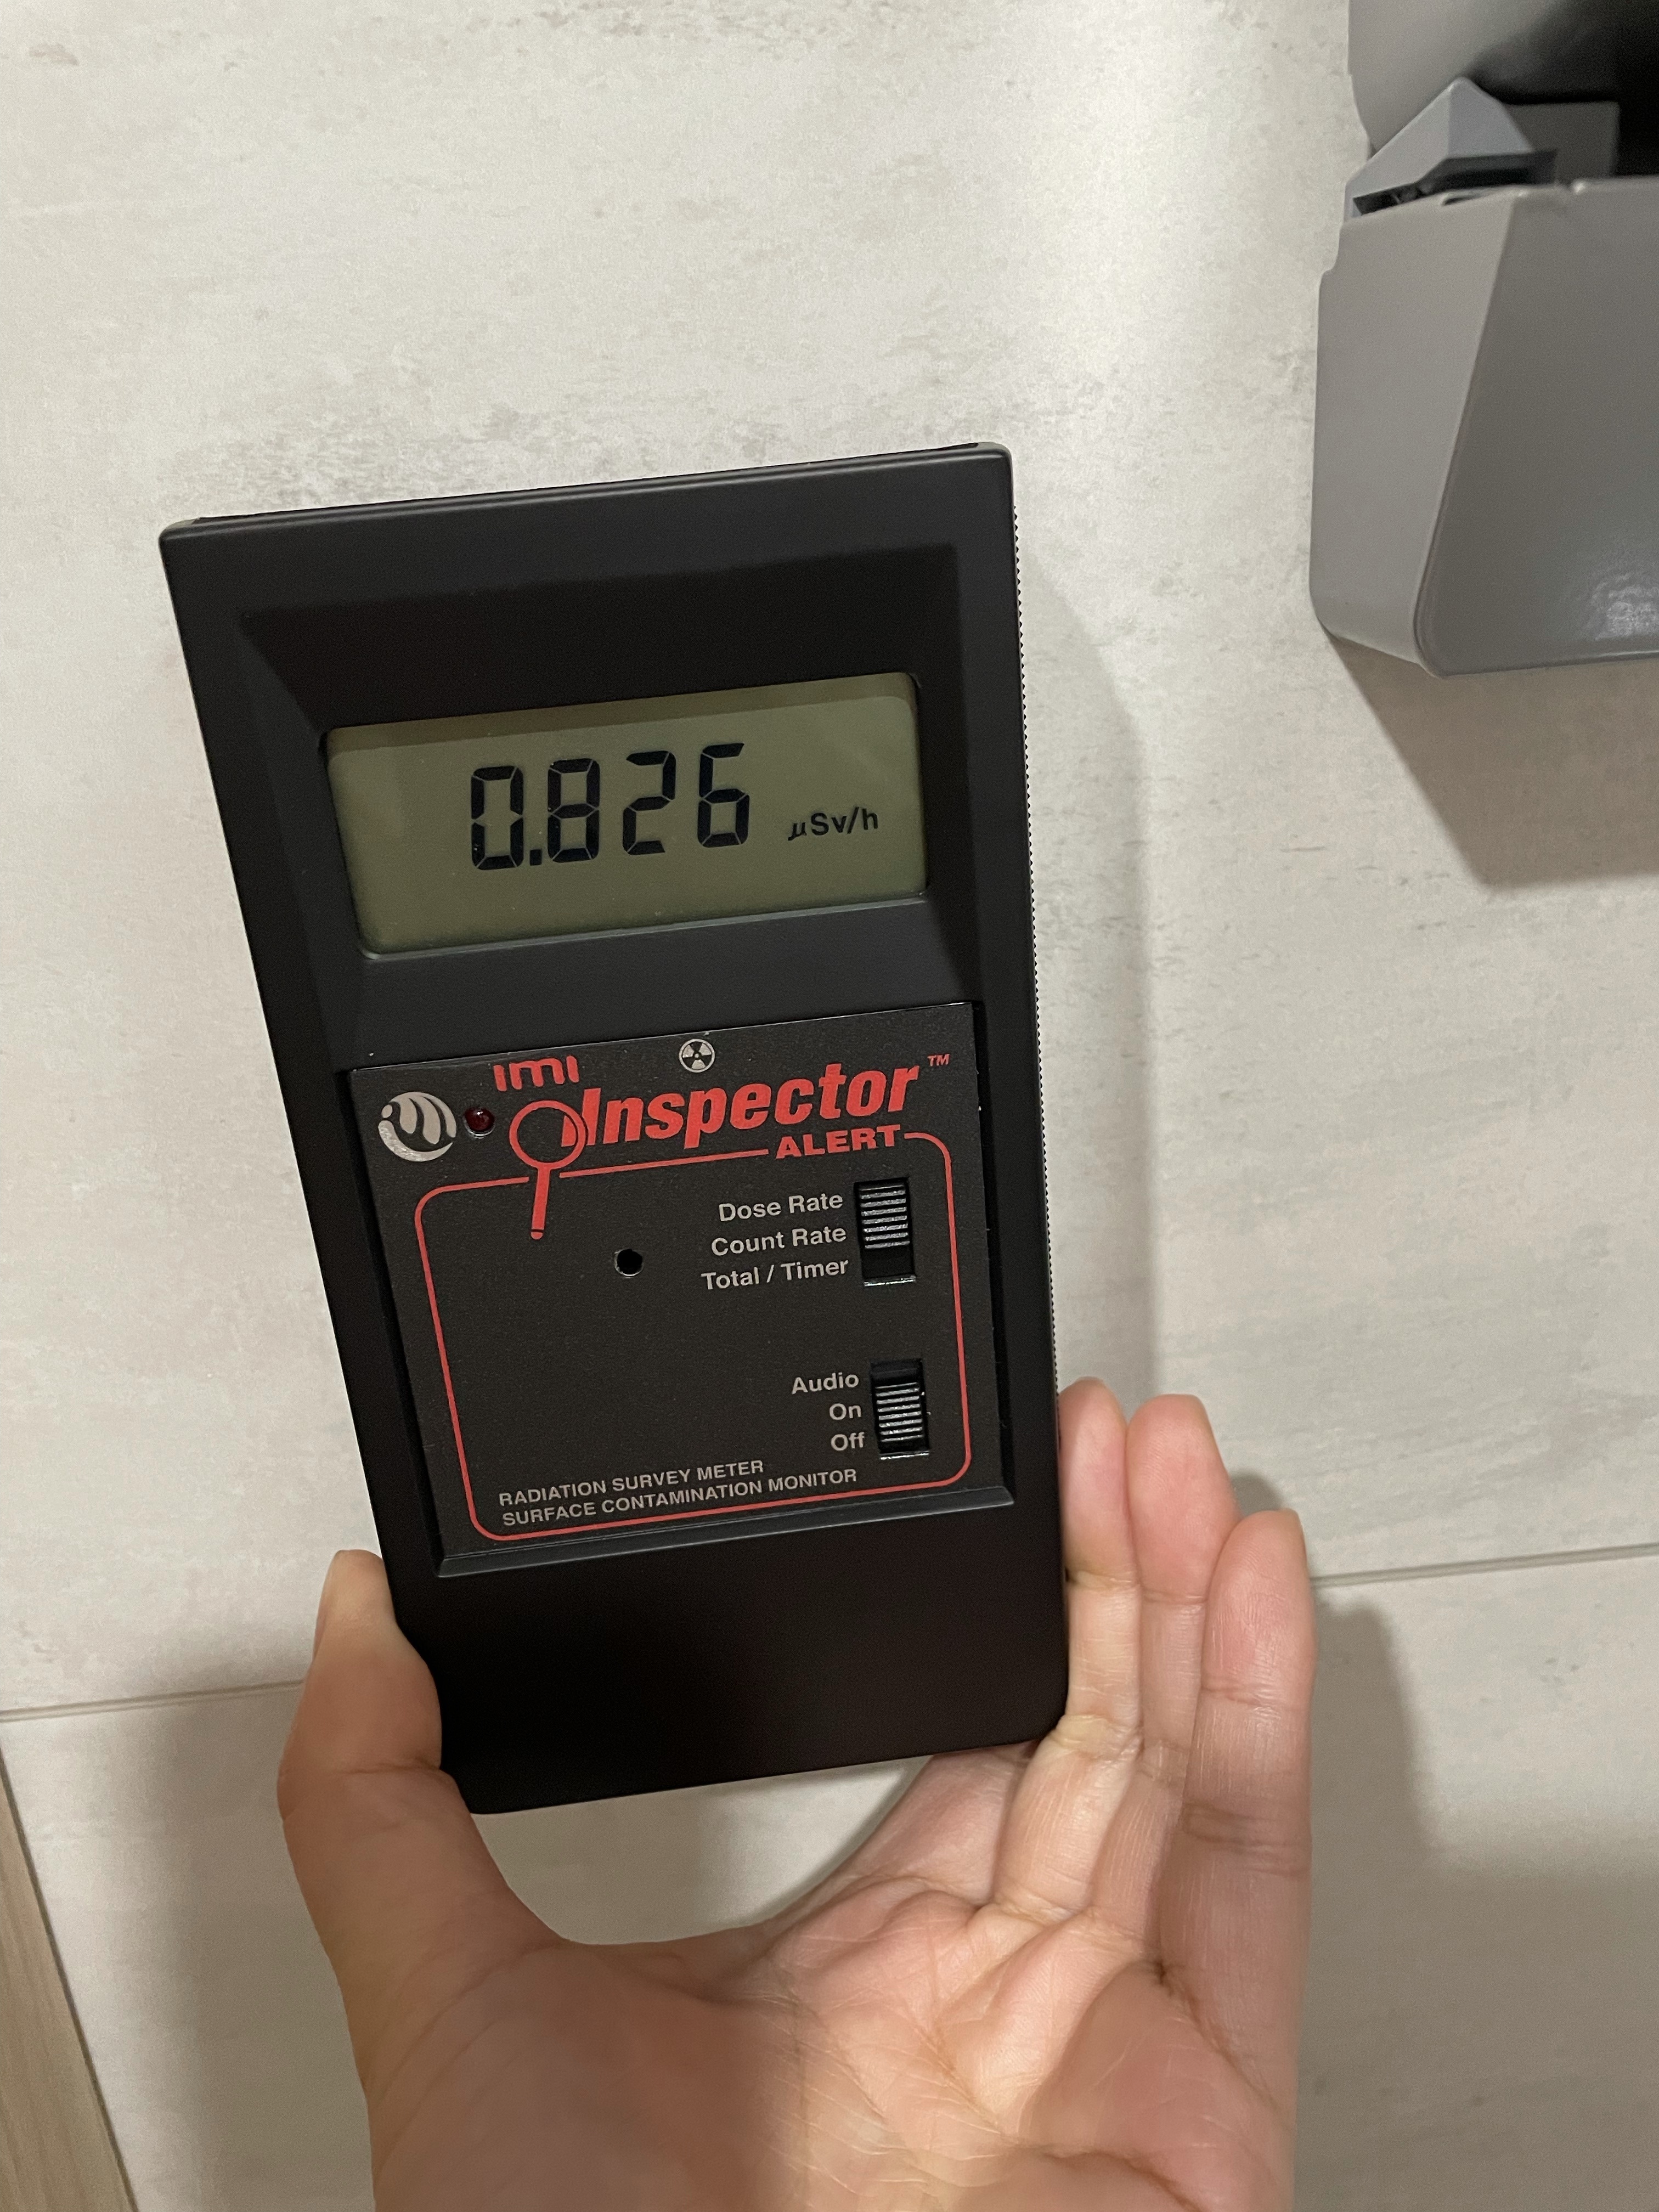 0.826 µSv/h
imi
Inspector™
ALERT
Dose Rate
Count Rate
Total / Timer
Audio
On
Off
RADIATION SURVEY METER
SURFACE CONTAMINATION MONITOR